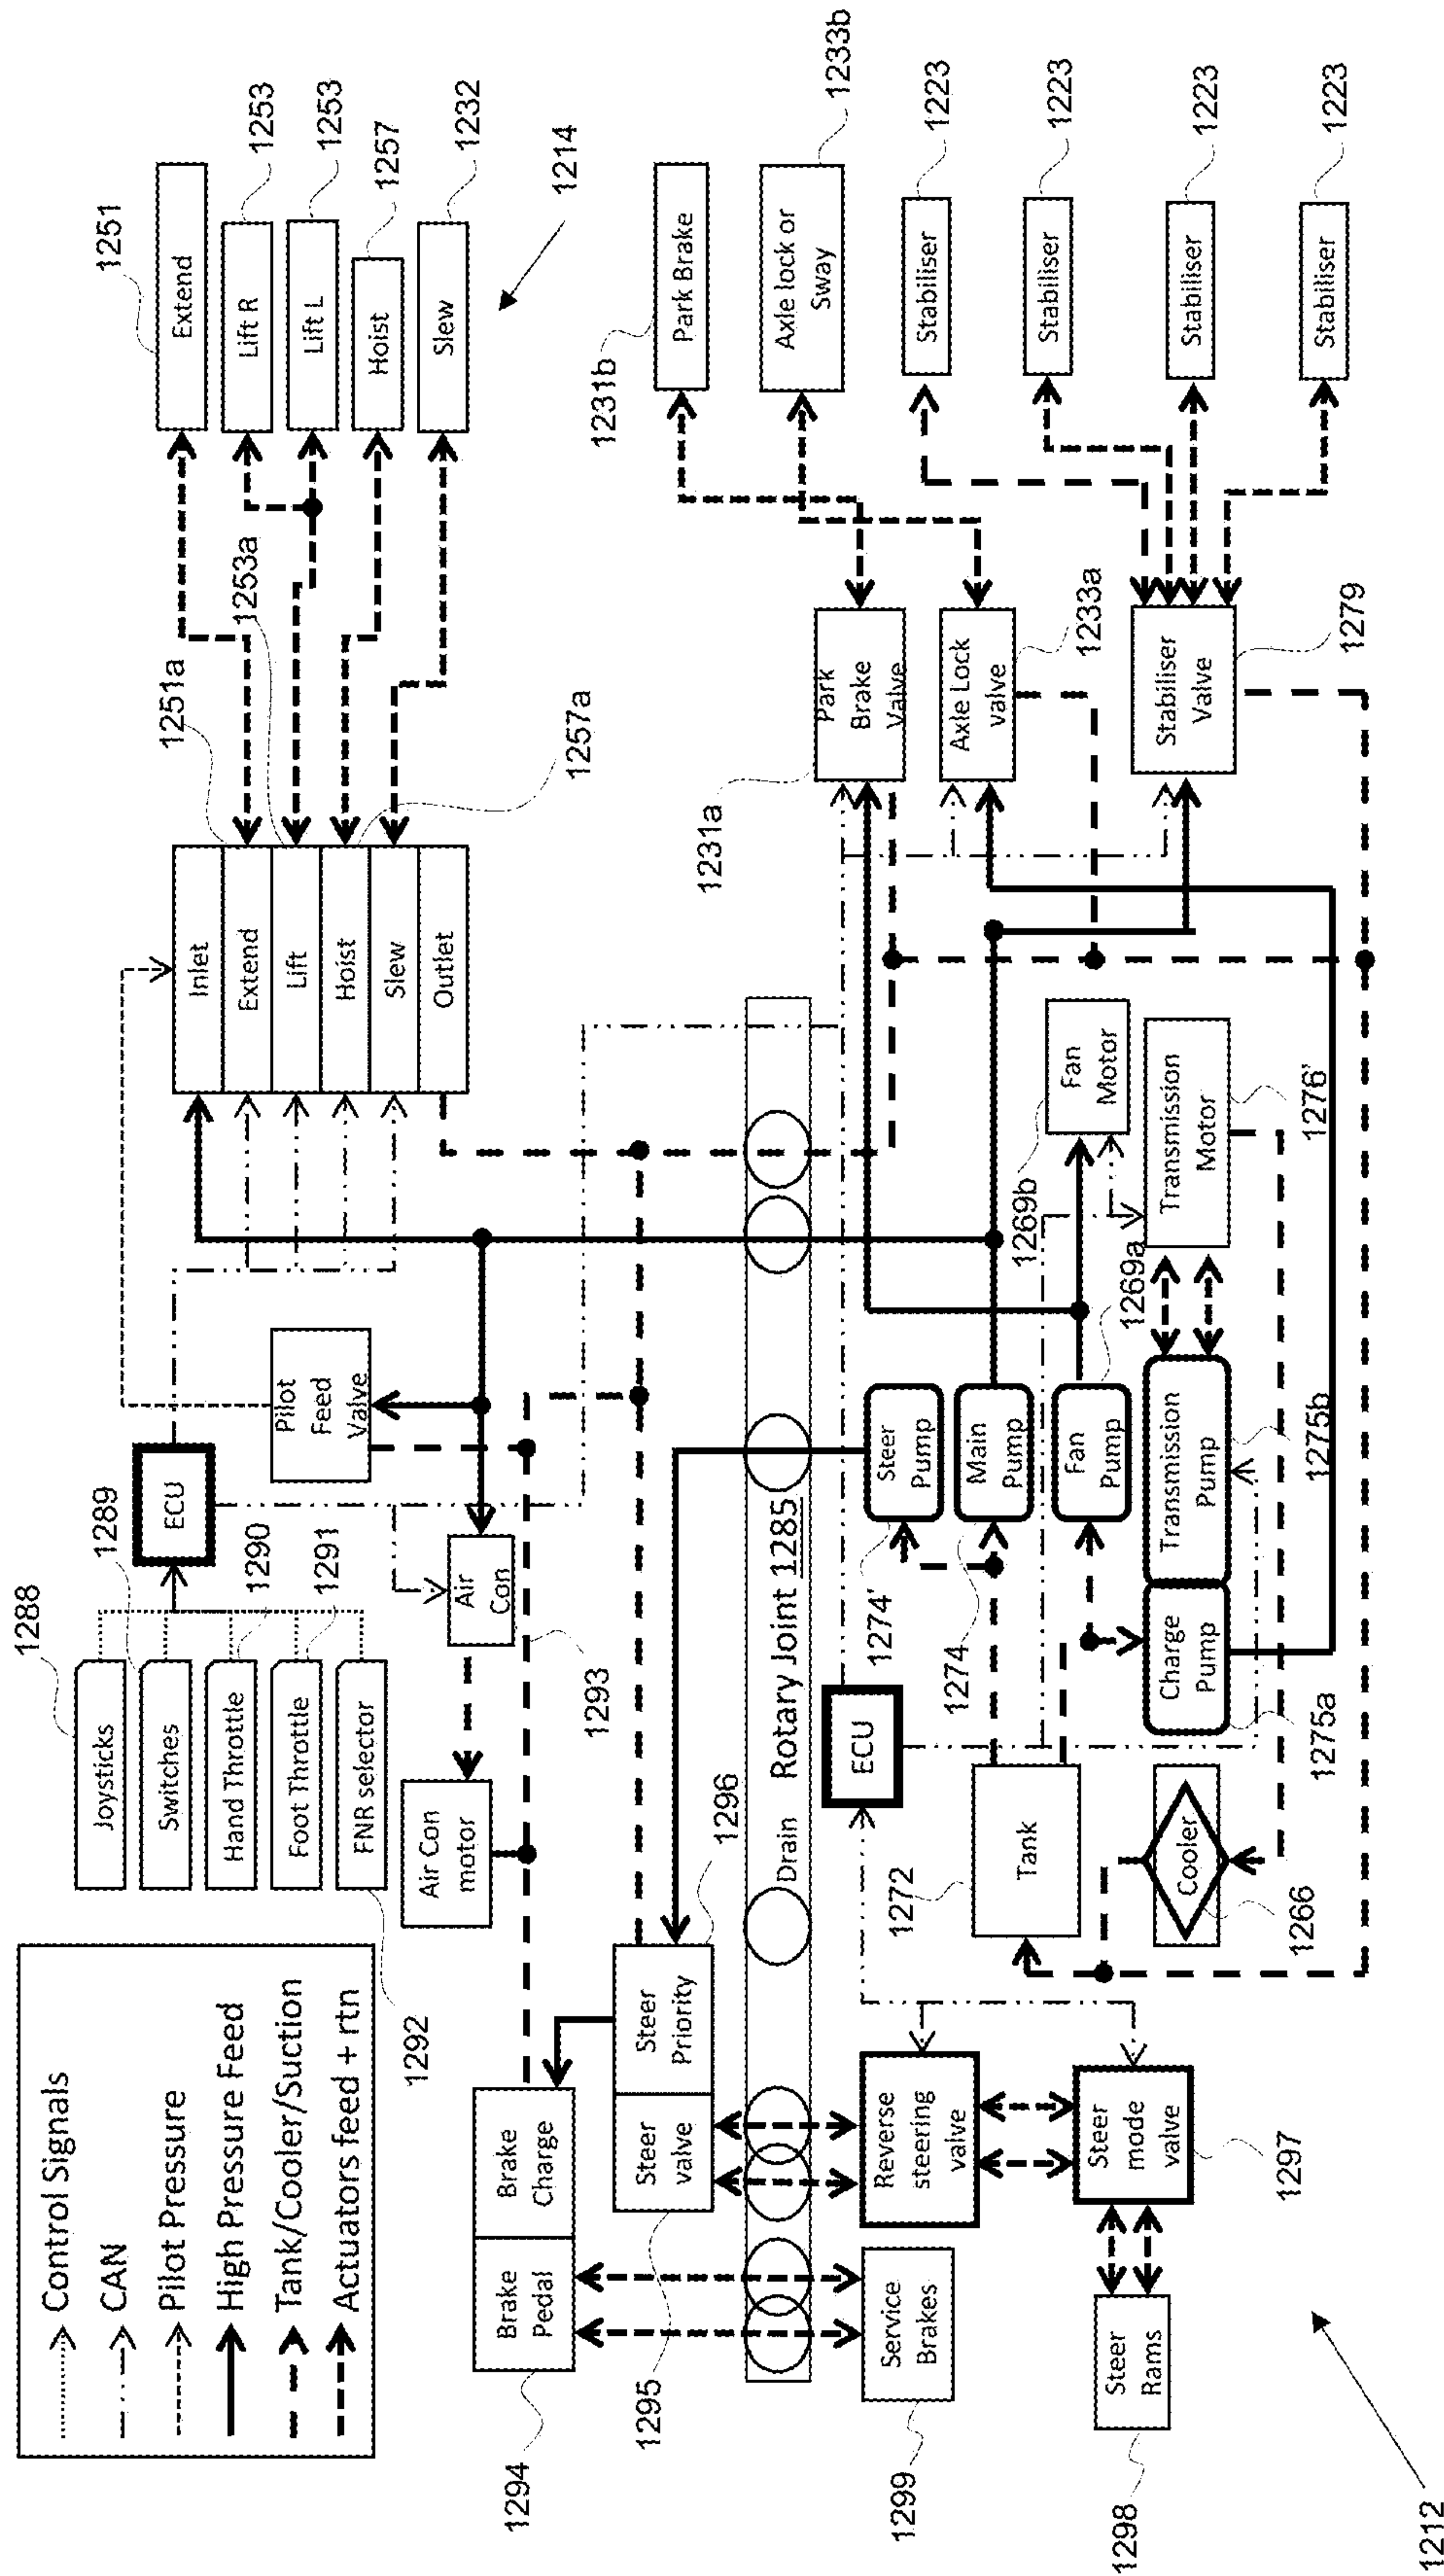 Control Signals
CAN
Pilot Pressure
High Pressure Feed
Tank/Cooler/Suction
Actuators feed + rtn
1288
Joysticks
1289
Switches
1290
Hand Throttle
1291
Foot Throttle
FNR selector
1292
ECU
Pilot
Feed
Valve
Air
Con
1293
Air Con
motor
Inlet
Extend
Lift
Hoist
Slew
Outlet
1251a
1253a
1257a
1251
Extend
Lift R
1253
Lift L
1253
Hoist
1257
Slew
1232
1214
Brake
Pedal
Brake
Charge
1294
Steer
valve
Steer
Priority
1295
1296
Drain
Rotary Joint 1285
Service
Brakes
1299
Reverse
steering
valve
Steer
mode
valve
1297
Steer
Rams
1298
1212
ECU
Tank
1272
Cooler
1266
Steer
Pump
1274'
Main
Pump
1274
Fan
Pump
1269a
Fan
Motor
1269b
Charge
Pump
1275a
Transmission
Pump
1275b
Transmission
Motor
1276'
Park
Brake
Valve
1231a
Axle Lock
valve
1233a
Stabiliser
Valve
1279
Park Brake
1231b
Axle lock or
Sway
1233b
Stabiliser
1223
Stabiliser
1223
Stabiliser
1223
Stabiliser
1223